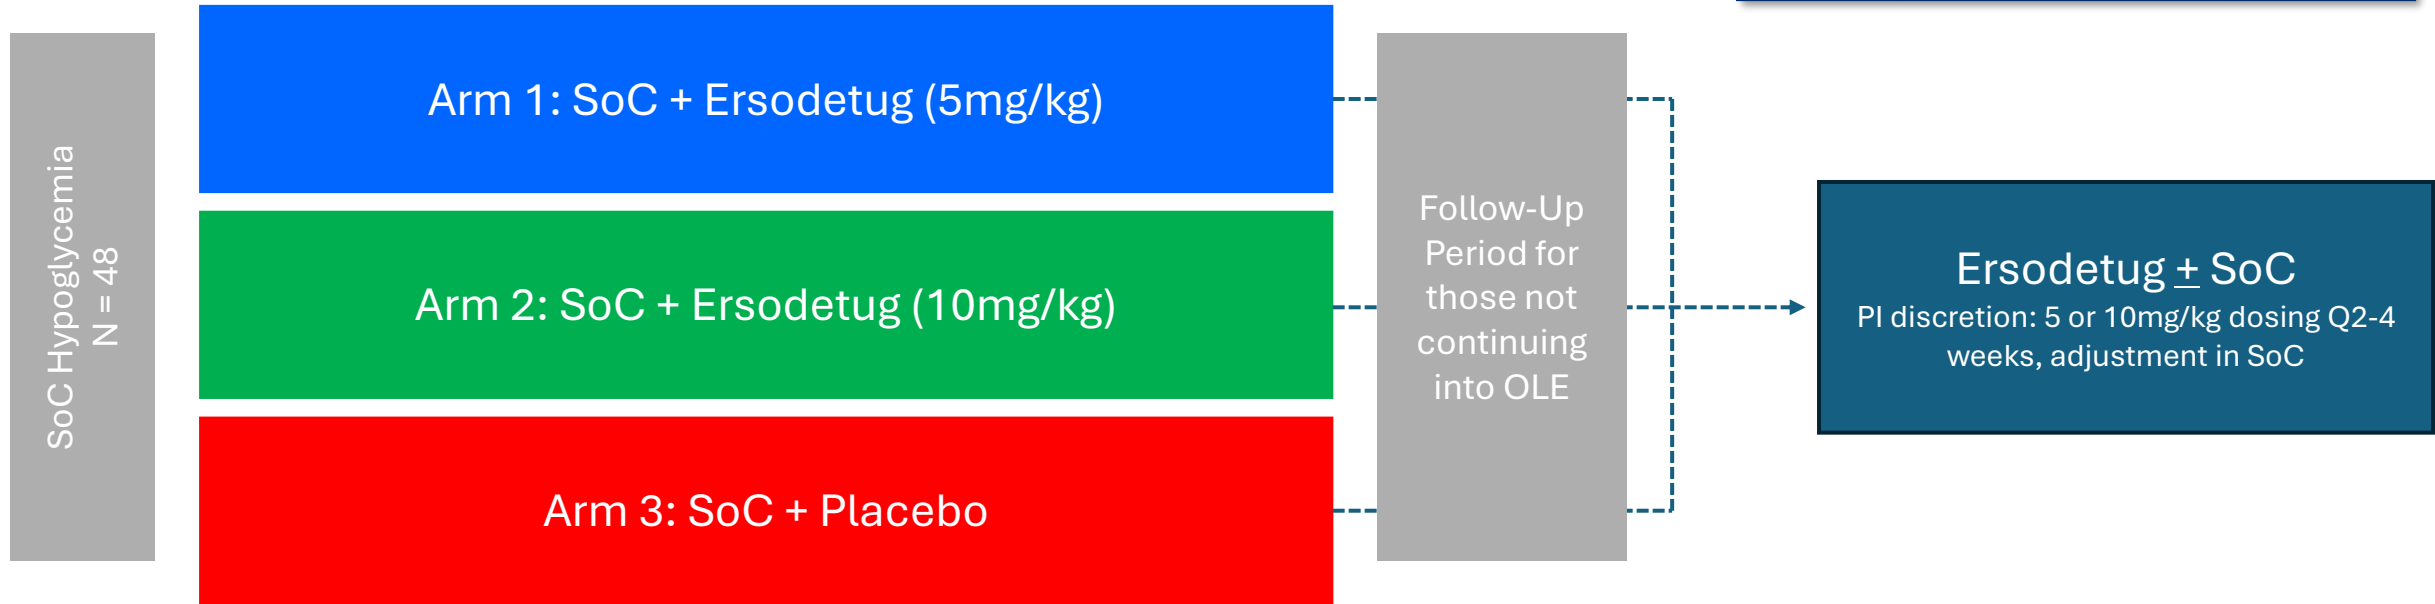 SoC Hypoglycemia
N = 48
Arm 1: SoC + Ersodetug (5mg/kg)
Arm 2: SoC + Ersodetug (10mg/kg)
Arm 3: SoC + Placebo
Follow-Up
Period for
those not
continuing
into OLE
Ersodetug ± SoC
PI discretion: 5 or 10mg/kg dosing Q2-4
weeks, adjustment in SoC